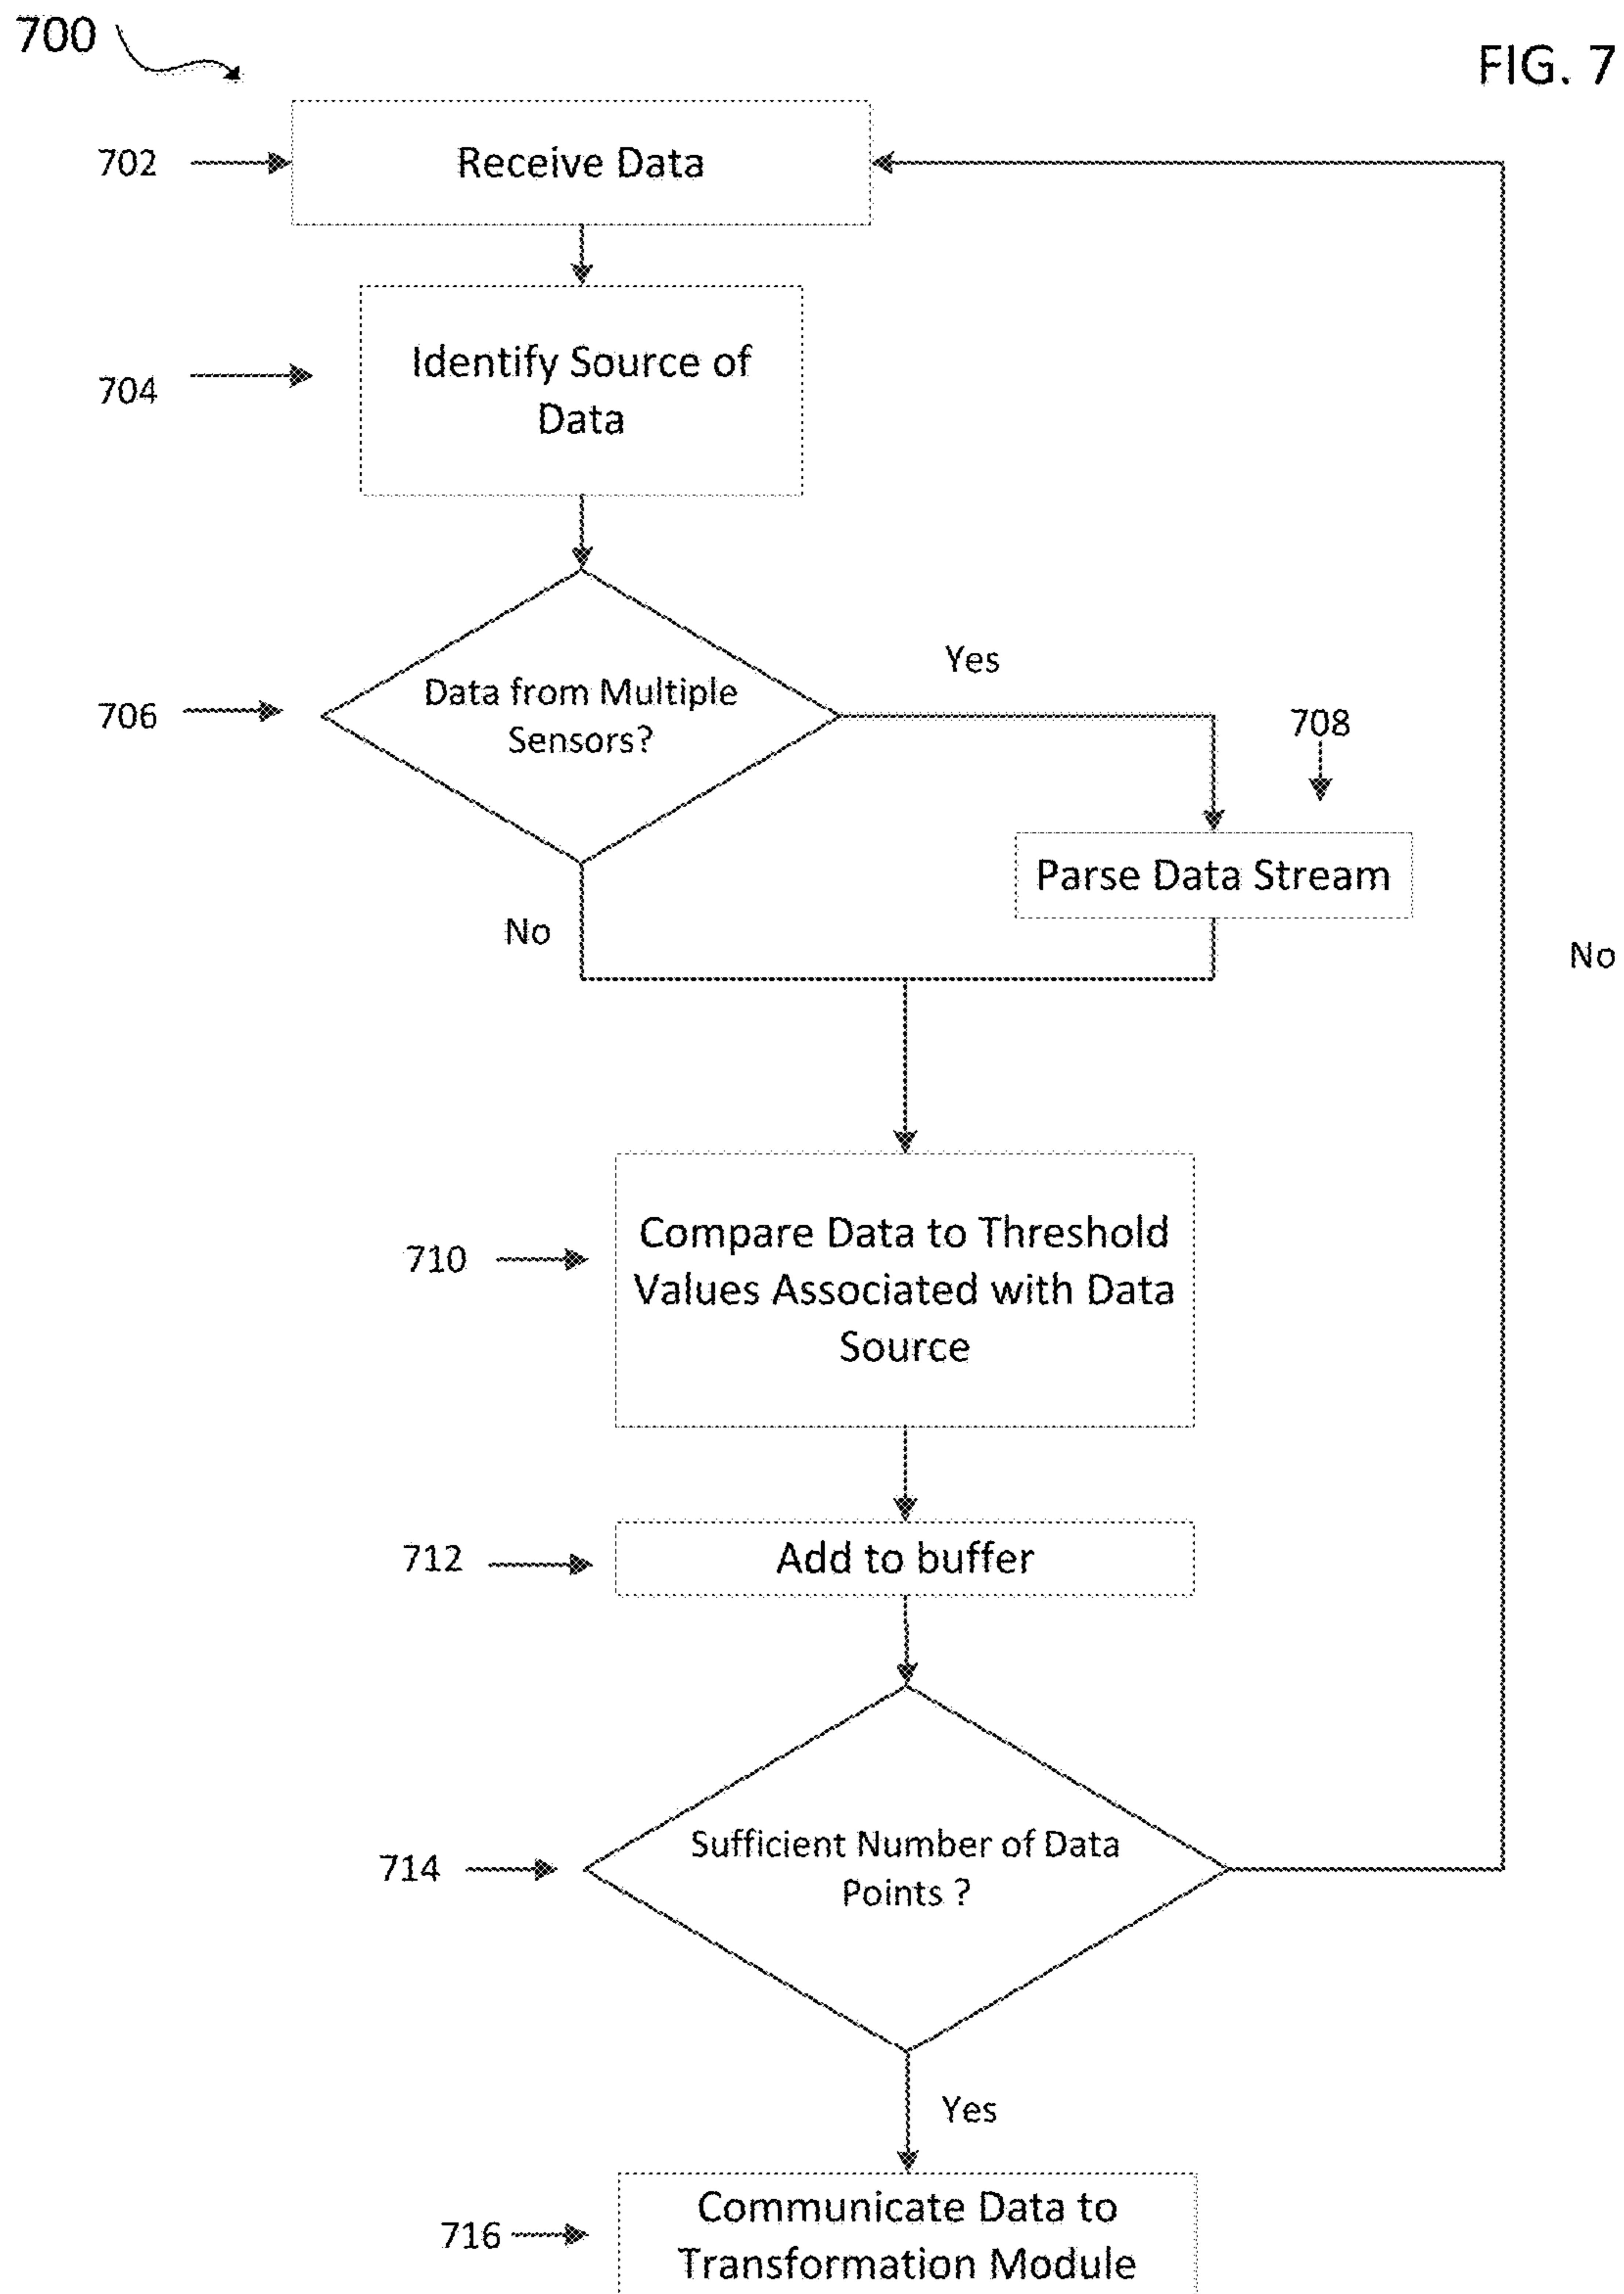 700
FIG. 7
702
Receive Data
704
Identify Source of
Data
706
Data from Multiple
Sensors?
Yes
708
Parse Data Stream
No
No
710
Compare Data to Threshold
Values Associated with Data
Source
712
Add to buffer
714
Sufficient Number of Data
Points ?
Yes
716
Communicate Data to
Transformation Module